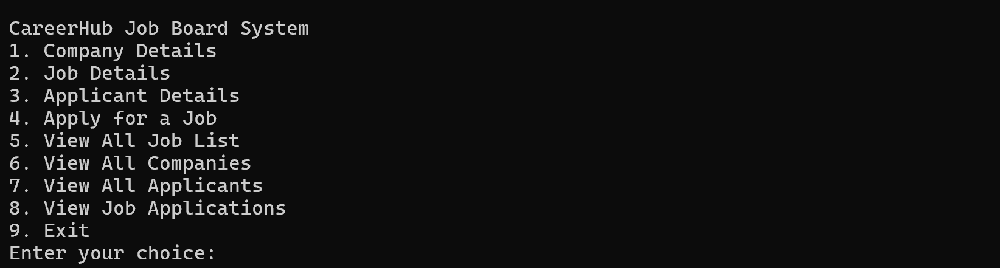 CareerHub Job Board System
1. Company Details
2. Job Details
3. Applicant Details
4. Apply for a Job
5. View All Job List
6. View All Companies
7. View All Applicants
8. View Job Applications
9. Exit
Enter your choice: